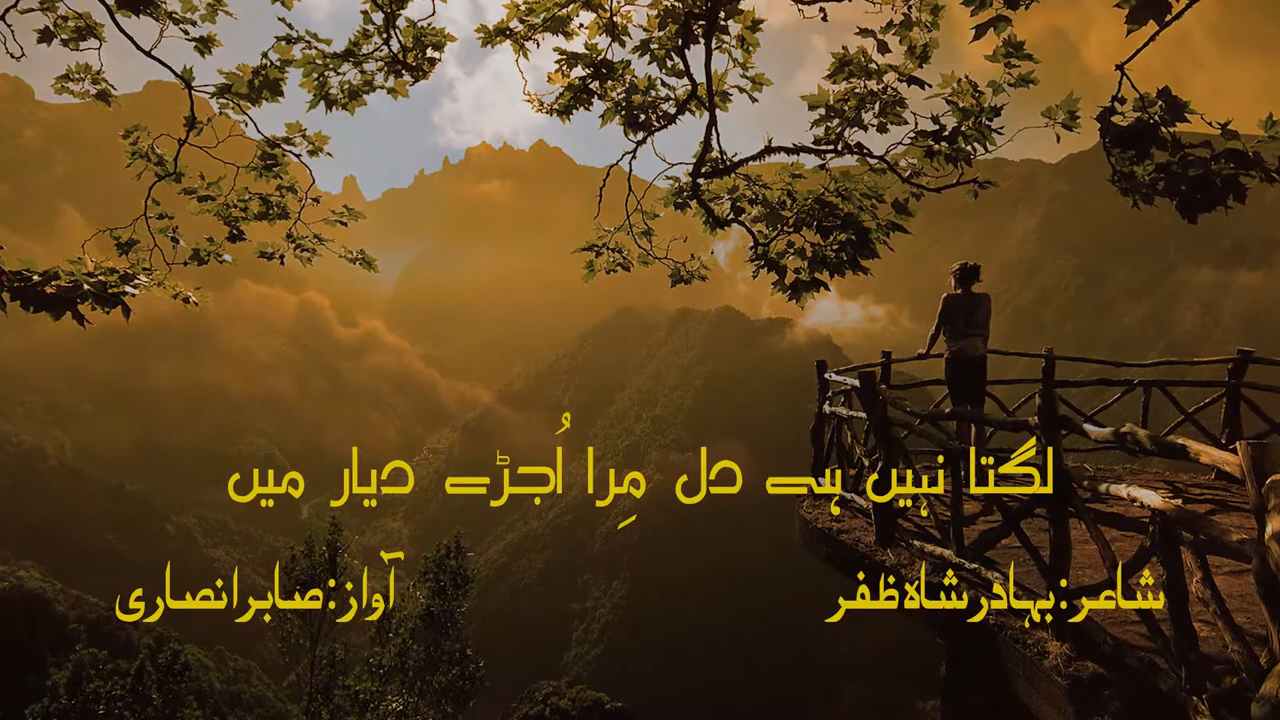 لگتا نہیں ہے دل مِرا اُجڑے دیار میں
شاعر:بہادرشاہ ظفر
آواز:صابرانصاری